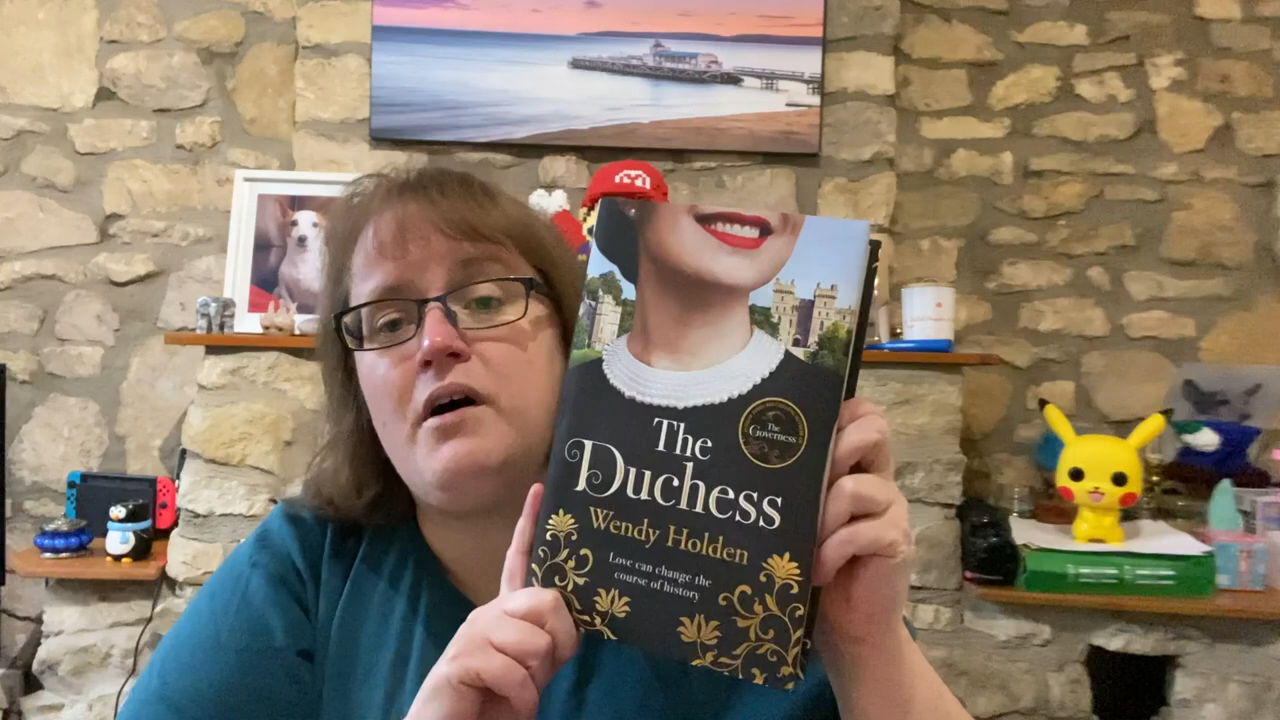 The
Governess
The
Duchess
Wendy Holden
Love can change the
course of history